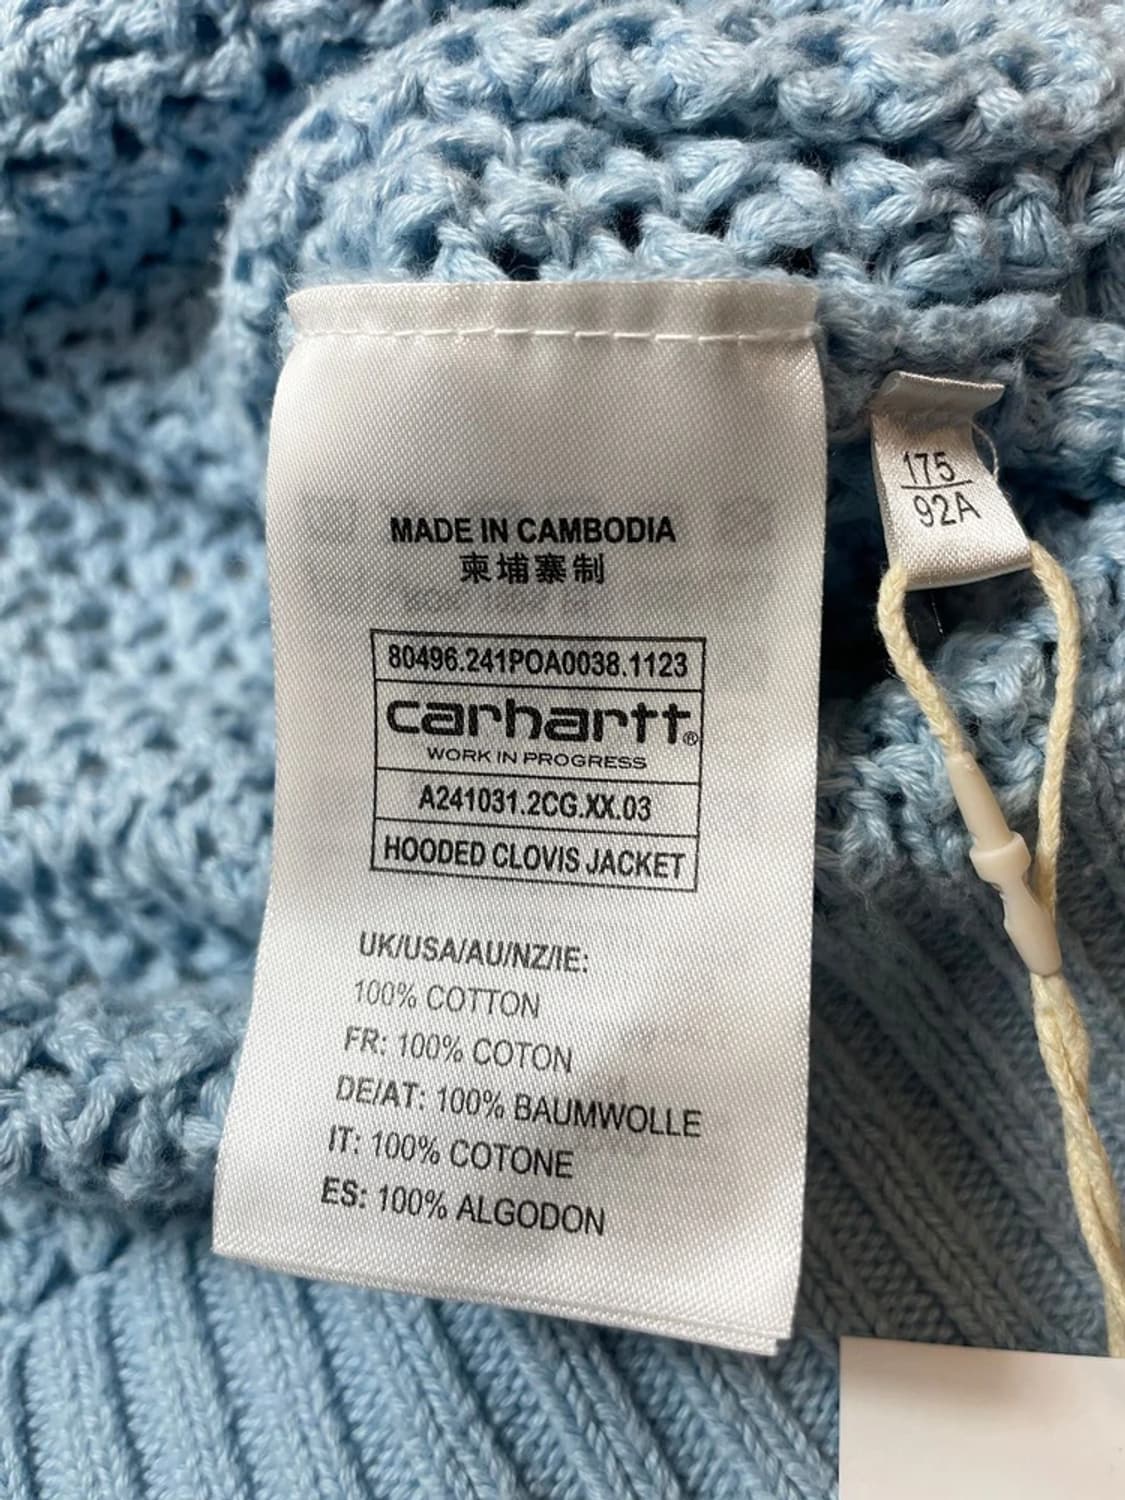 MADE IN CAMBODIA
柬埔寨制
80496.241POA0038.1123
carhartt®
WORK IN PROGRESS
A241031.2CG.XX.03
HOODED CLOVIS JACKET
UK/USA/AU/NZ/IE:
100% COTTON
FR: 100% COTON
DE/AT: 100% BAUMWOLLE
IT: 100% COTONE
ES: 100% ALGODON
175
92A